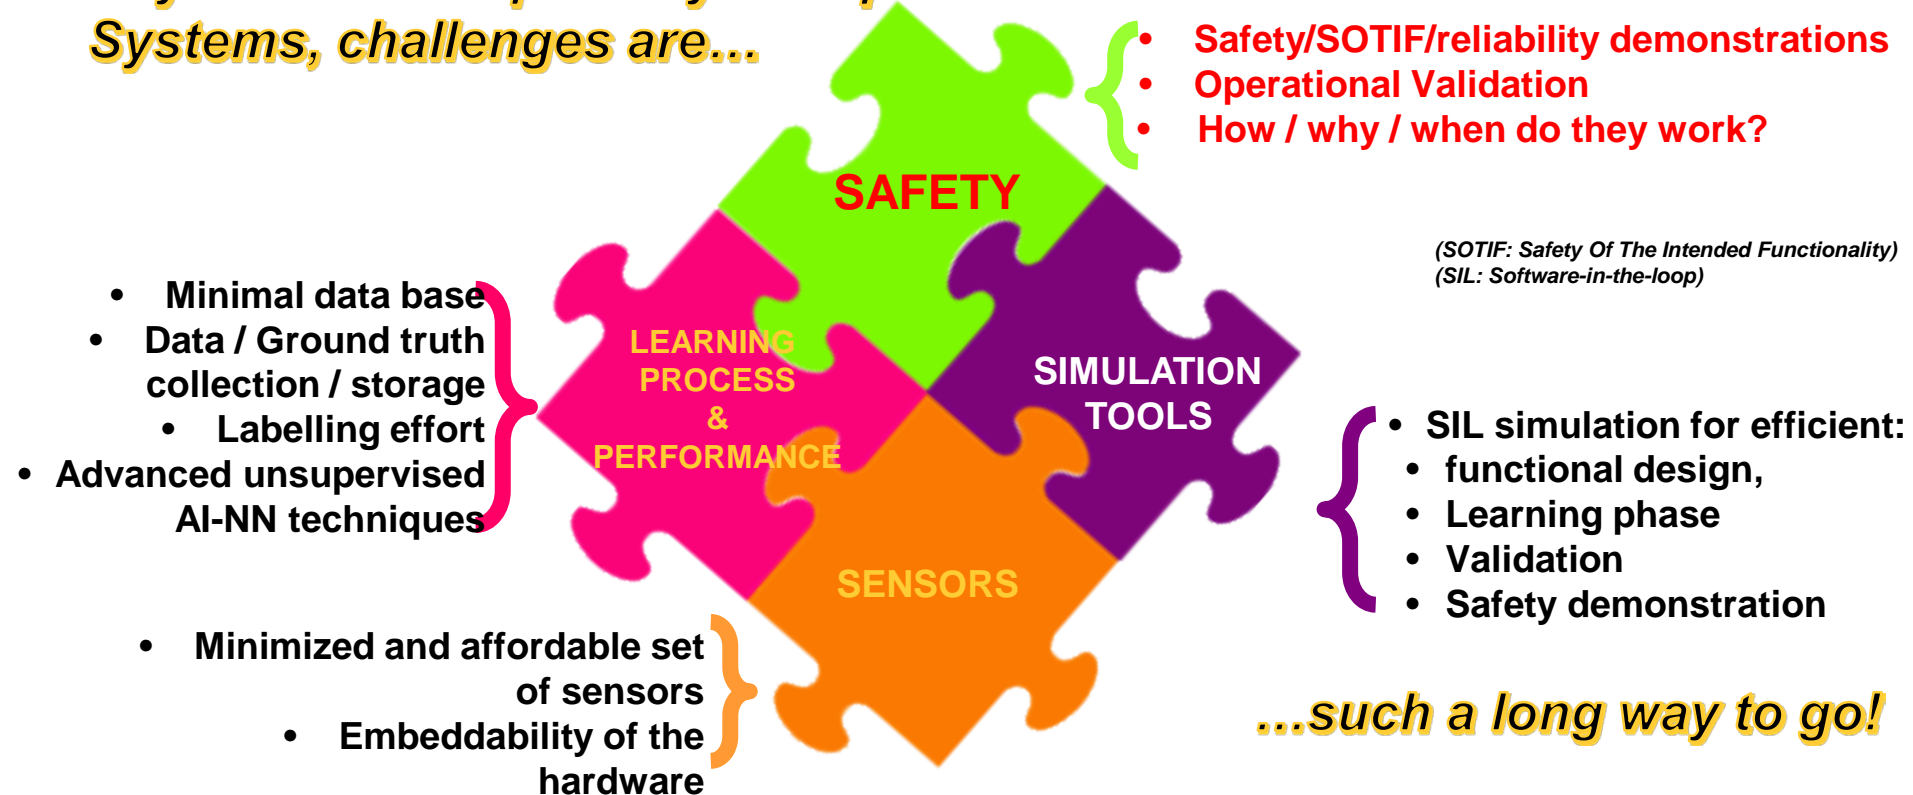 Systems, challenges are...
• Safety/SOTIF/reliability demonstrations
• Operational Validation
• How / why / when do they work?
SAFETY
(SOTIF: Safety Of The Intended Functionality)
(SIL: Software-in-the-loop)
• Minimal data base
• Data / Ground truth
collection / storage
• Labelling effort
• Advanced unsupervised
AI-NN techniques
LEARNING
PROCESS
&
PERFORMANCE
SIMULATION
TOOLS
• SIL simulation for efficient:
• functional design,
• Learning phase
• Validation
• Safety demonstration
SENSORS
• Minimized and affordable set
of sensors
• Embeddability of the
hardware
...such a long way to go!